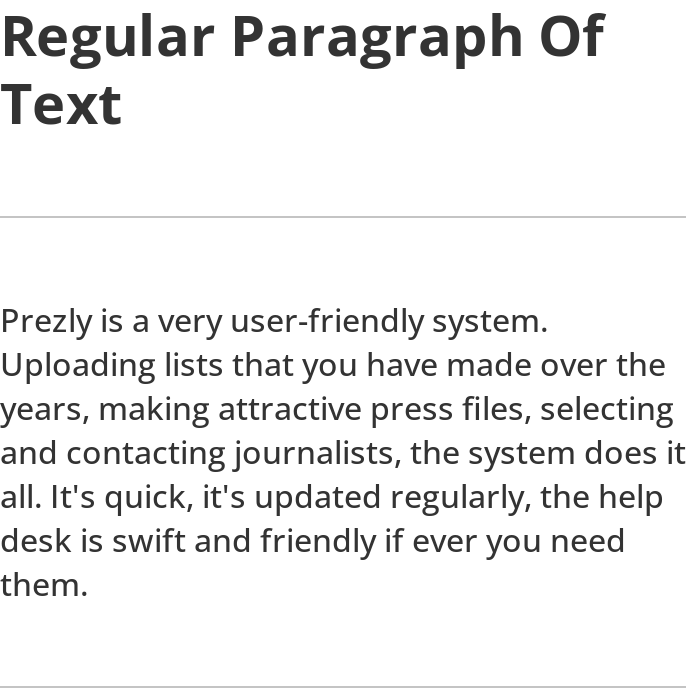 Regular Paragraph Of
Text
Prezly is a very user-friendly system.
Uploading lists that you have made over the
years, making attractive press files, selecting
and contacting journalists, the system does it
all. It's quick, it's updated regularly, the help
desk is swift and friendly if ever you need
them.